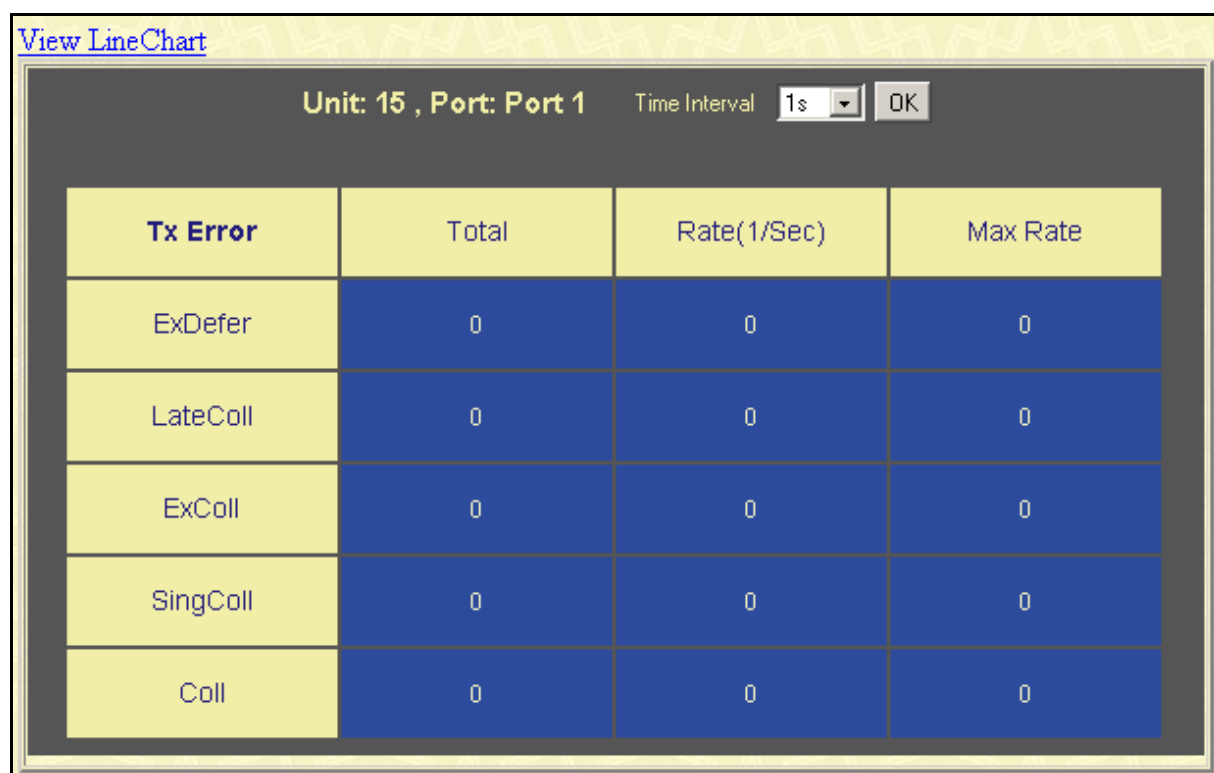 View LineChart
Unit: 15 , Port: Port 1 Time Interval 1s OK
Tx Error Total Rate(1/Sec) Max Rate
ExDefer 0 0 0
LateColl 0 0 0
ExColl 0 0 0
SingColl 0 0 0
Coll 0 0 0